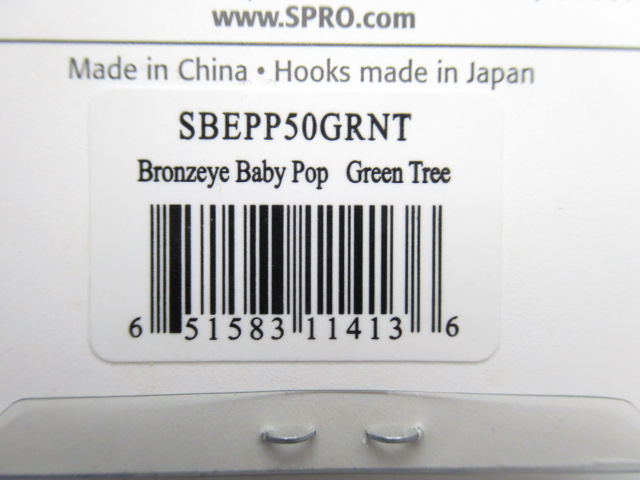 www.SPRO.com
Made in China • Hooks made in Japan
SBEPP50GRNT
Bronzeye Baby Pop Green Tree
6 51583 11413 6